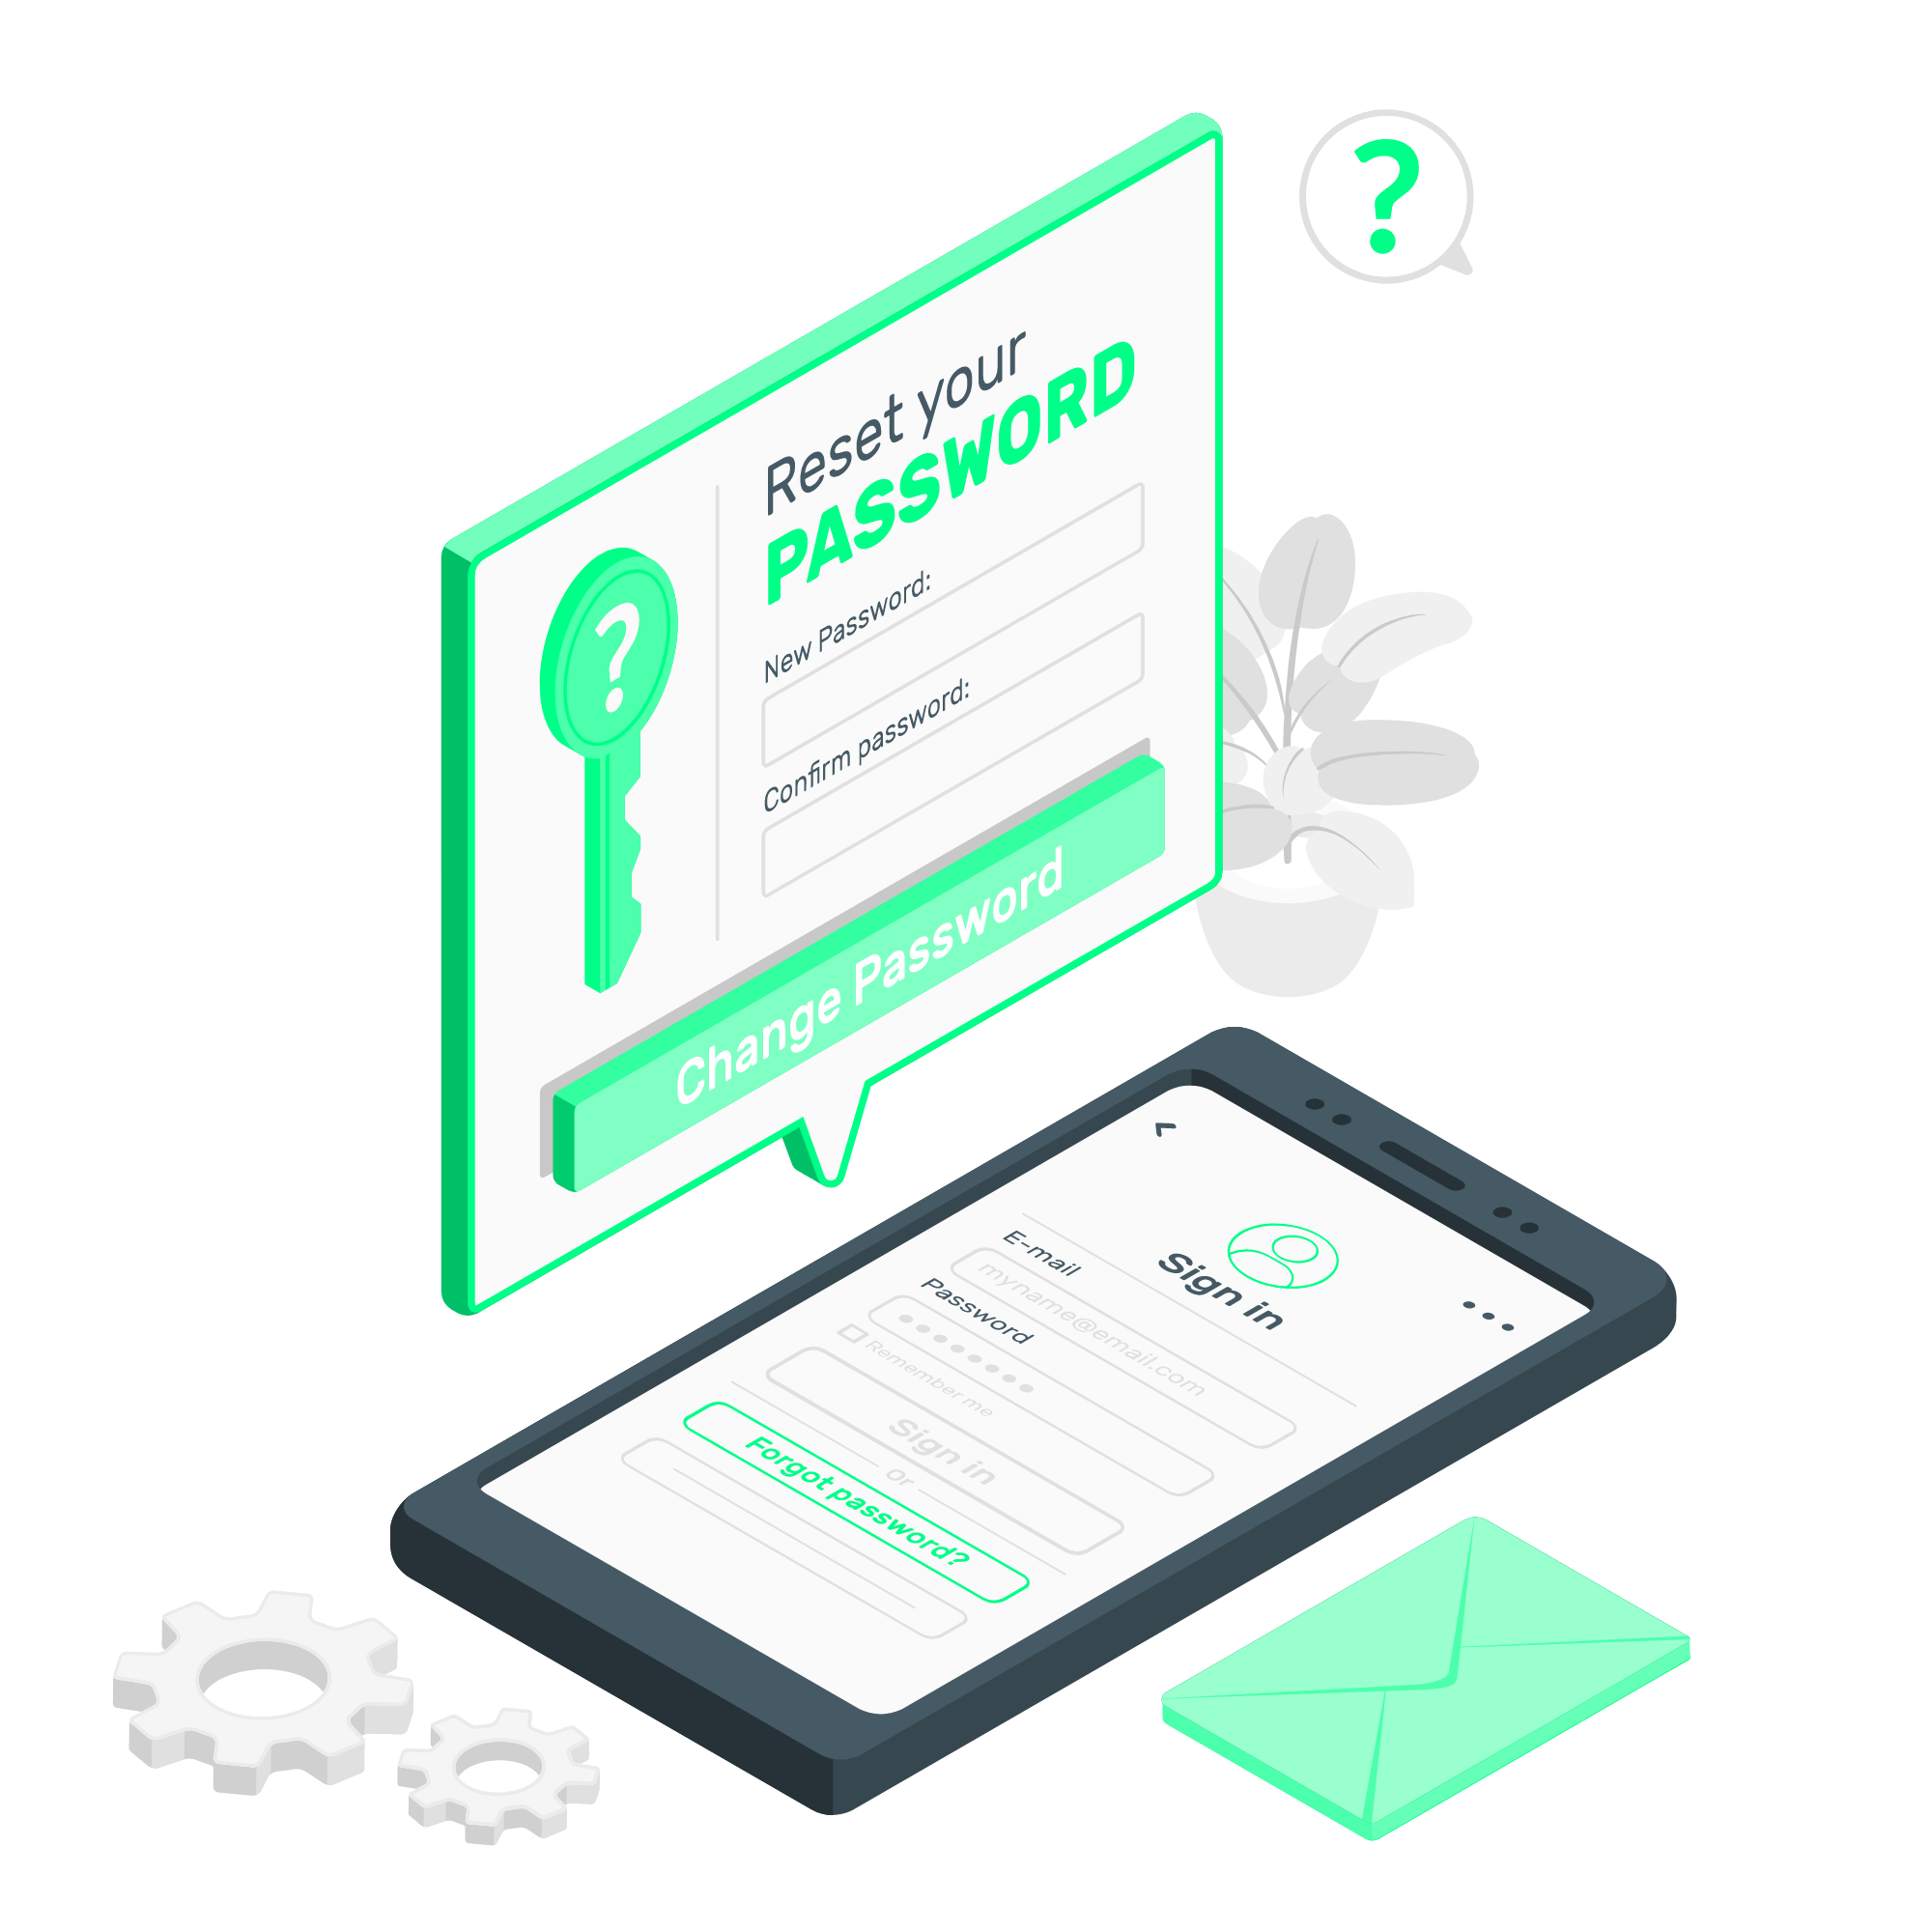 ?
Reset your
PASSWORD
?
New Password:
Confirm password:
Change Password
Sign in
E-mail
myname@email.com
Password
Remember me
Sign in
or
Forgot password?